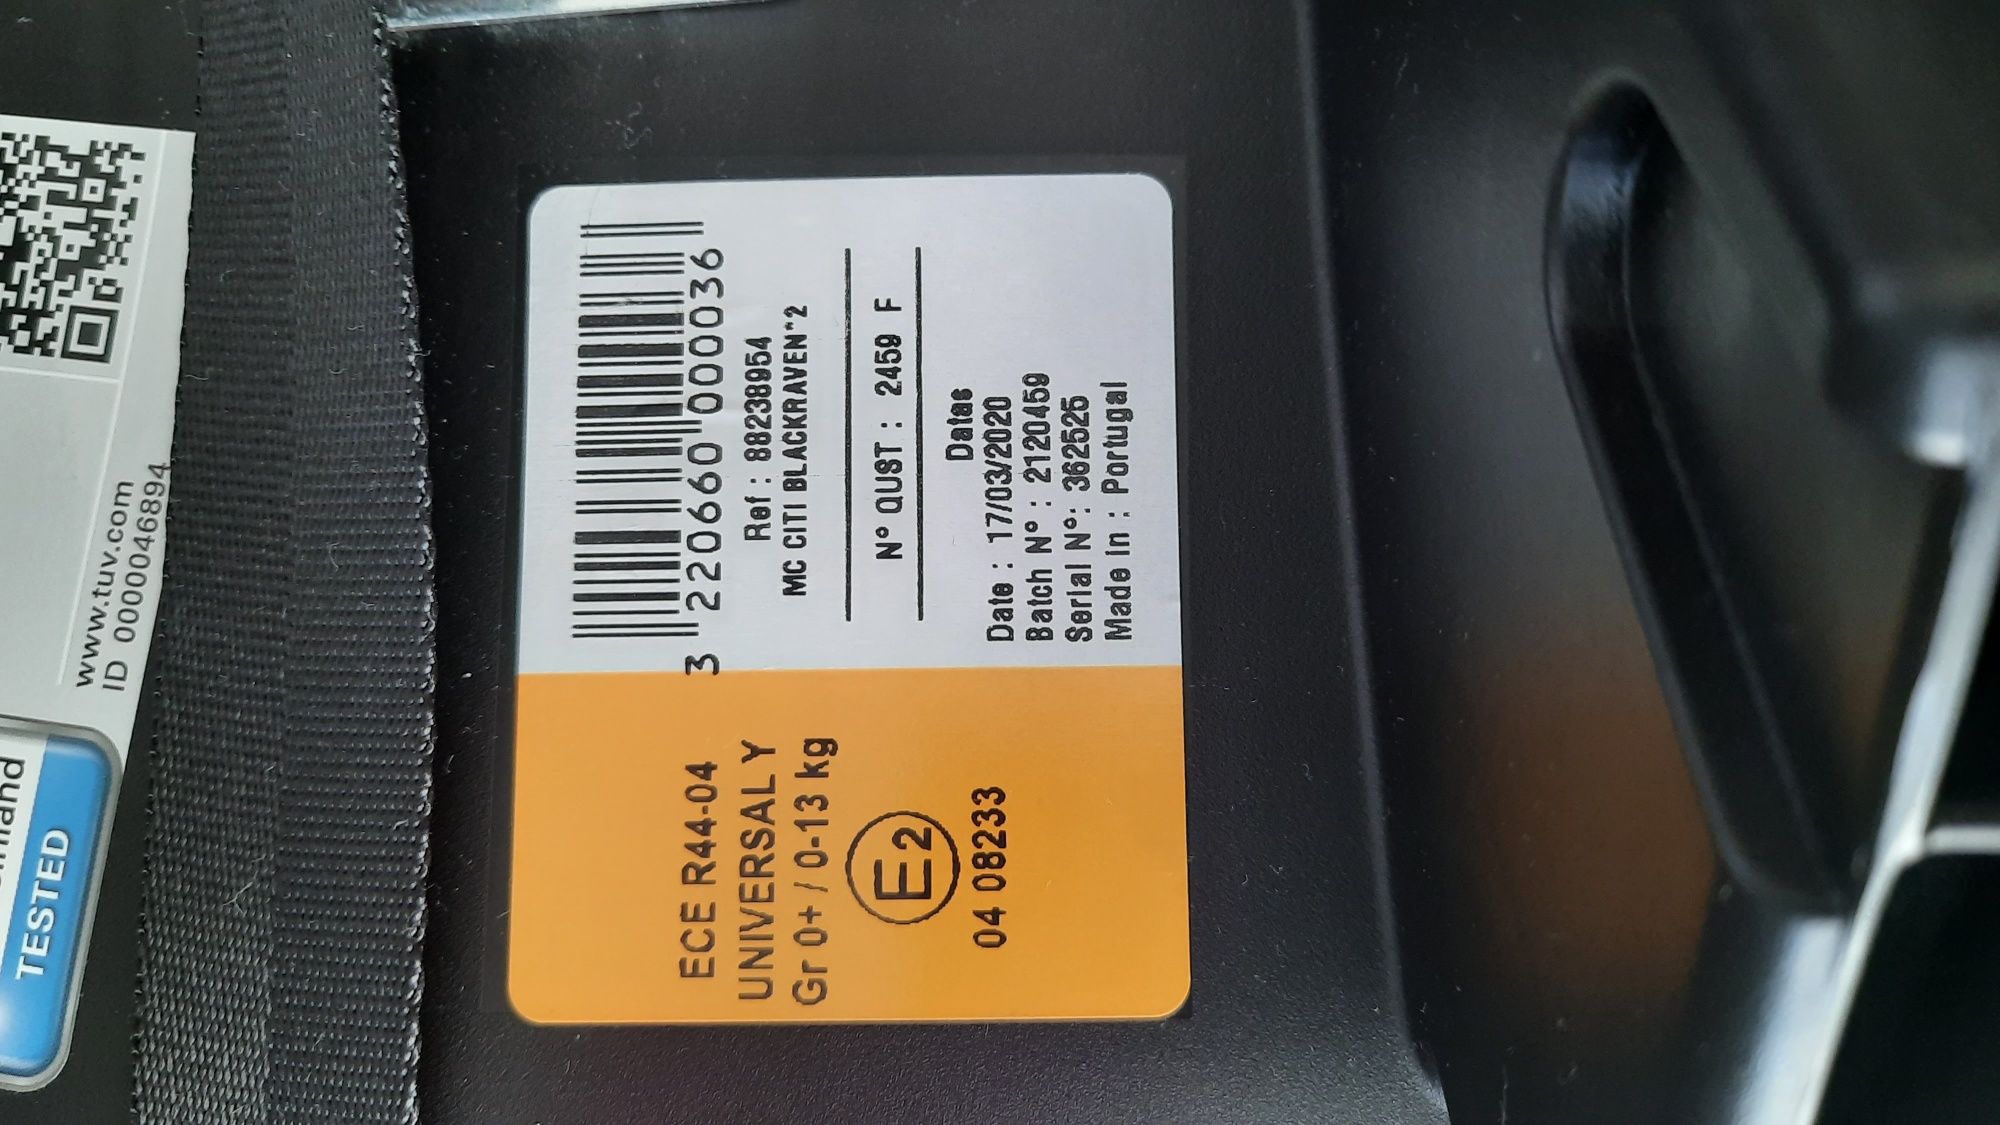 www.tuv.com
ID 0000046894
TESTED
ECE R44-04
UNIVERSAL Y
Gr 0+ / 0-13 kg
E2
04 08233
3 220660 000036
Ref : 88238954
MC CITI BLACKRAVEN*2
N° QUST : 2459 F
Datas
Date : 17/03/2020
Batch N° : 2120459
Serial N°: 362525
Made in : Portugal